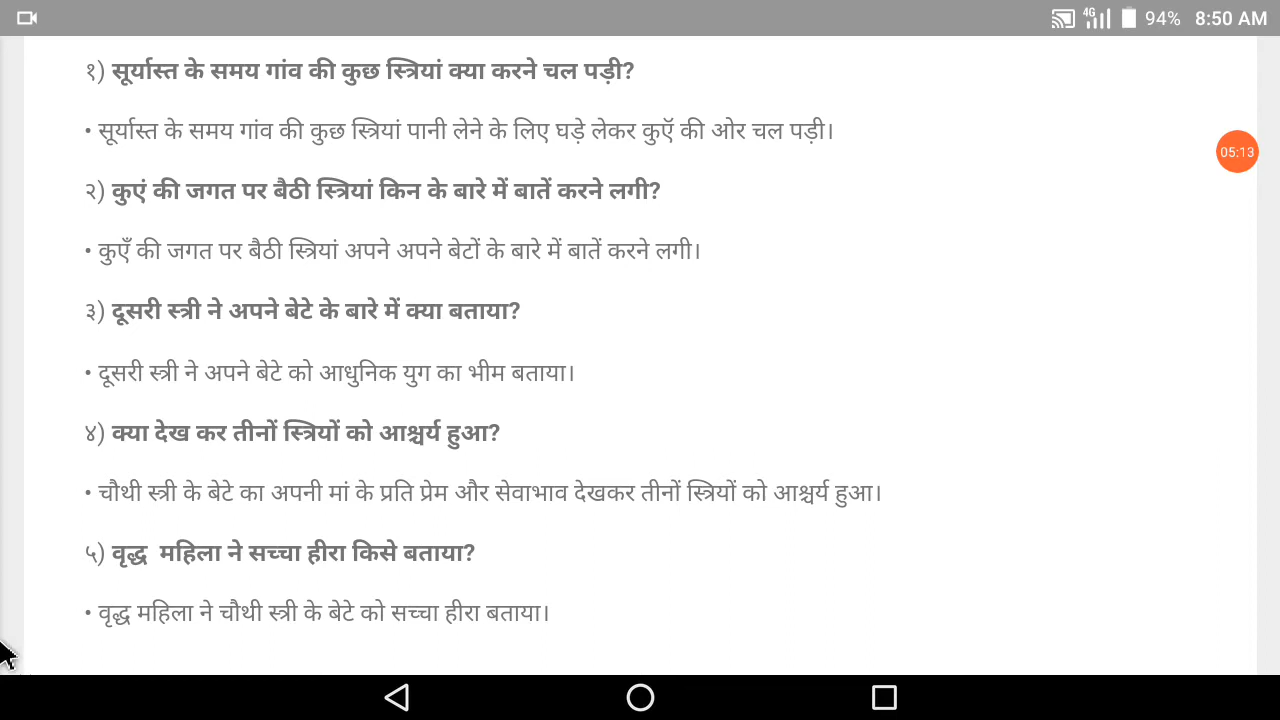 94% 8:50 AM
4G
१) सूर्यास्त के समय गांव की कुछ स्त्रियां क्या करने चल पड़ी?
05:13
• सूर्यास्त के समय गांव की कुछ स्त्रियां पानी लेने के लिए घड़े लेकर कुऍ की ओर चल पड़ी।
२) कुएं की जगत पर बैठी स्त्रियां किन के बारे में बातें करने लगी?
• कुएँ की जगत पर बैठी स्त्रियां अपने अपने बेटों के बारे में बातें करने लगी।
३) दूसरी स्त्री ने अपने बेटे के बारे में क्या बताया?
• दूसरी स्त्री ने अपने बेटे को आधुनिक युग का भीम बताया।
४) क्या देख कर तीनों स्त्रियों को आश्चर्य हुआ?
• चौथी स्त्री के बेटे का अपनी मां के प्रति प्रेम और सेवाभाव देखकर तीनों स्त्रियों को आश्चर्य हुआ।
५) वृद्ध महिला ने सच्चा हीरा किसे बताया?
• वृद्ध महिला ने चौथी स्त्री के बेटे को सच्चा हीरा बताया।